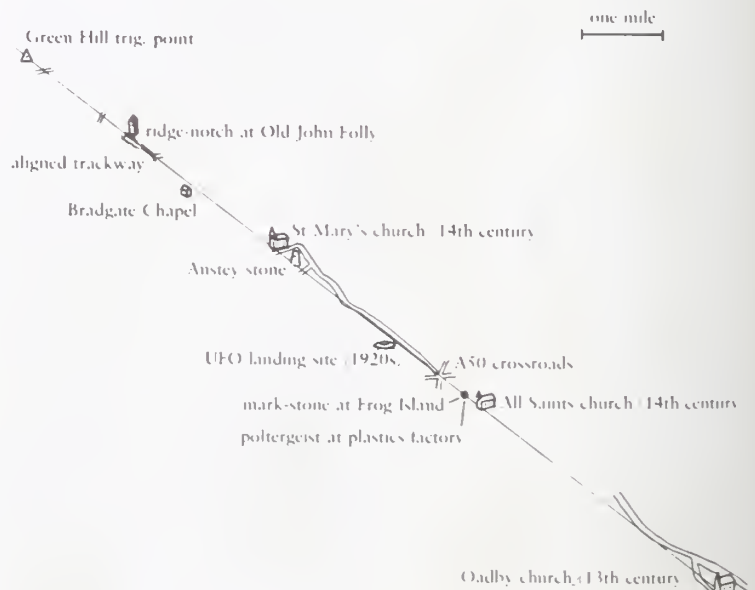 one mile
Green Hill trig. point
ridge-notch at Old John Folly
aligned trackway
Bradgate Chapel
St Mary's church 14th century
Anstey stone
UFO landing site (1920s)
A50 crossroads
mark-stone at Frog Island
All Saints church (14th century
poltergeist at plastics factory
Oadby church (13th century